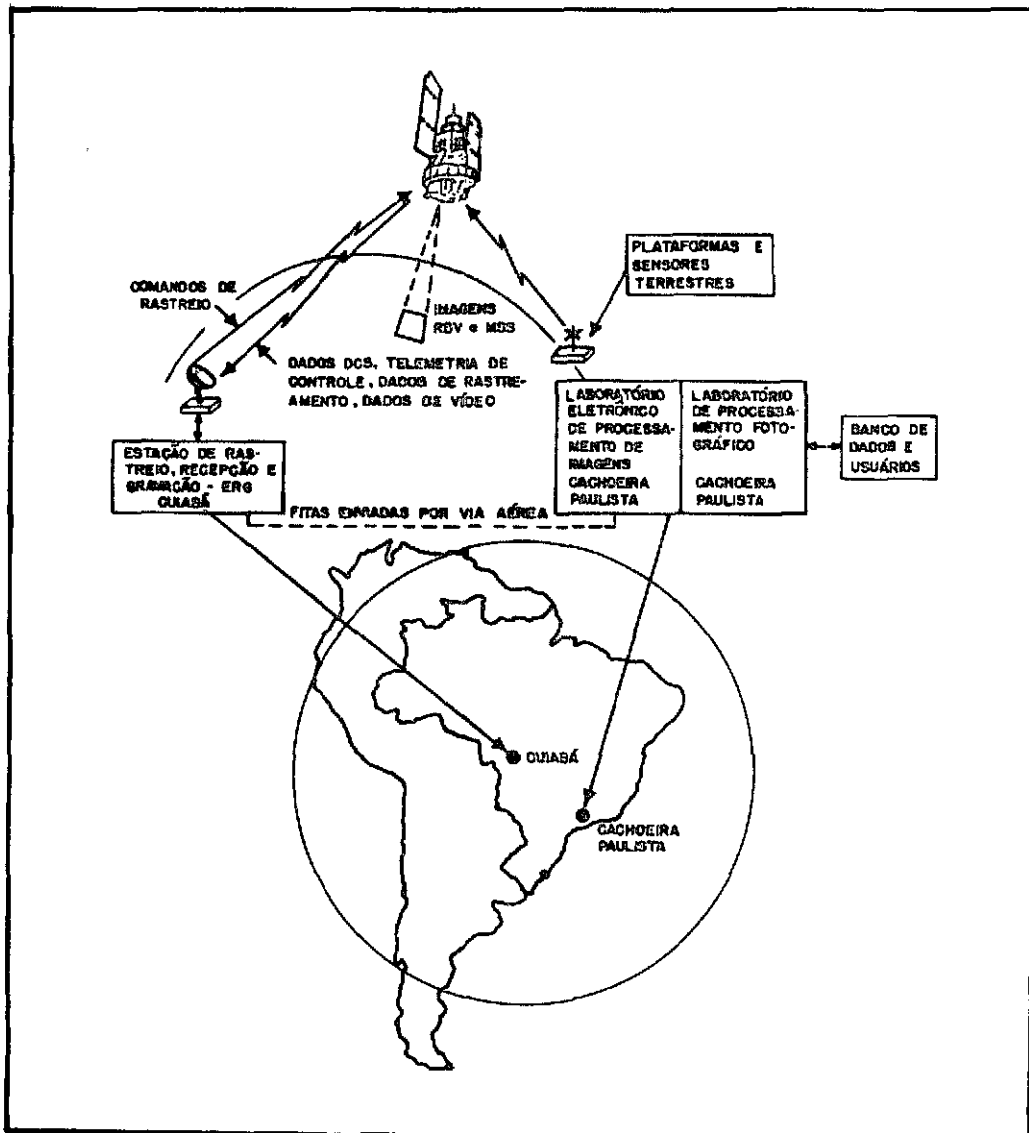 PLATAFORMAS E
SENSORES
TERRESTRES
COMANDOS DE
RASTREIO
IMAGENS
RBV e MSS
DADOS DCS, TELEMETRIA DE
CONTROLE, DADOS DE RASTRE-
AMENTO, DADOS DE VÍDEO
ESTAÇÃO DE RAS-
TREIO, RECEPÇÃO E
GRAVAÇÃO - ERG
CUIABÁ
LABORATÓRIO
ELETRÔNICO
DE PROCESSA-
MENTO DE
IMAGENS
CACHOEIRA
PAULISTA
LABORATÓRIO
DE PROCESSA-
MENTO FOTO-
GRÁFICO
CACHOEIRA
PAULISTA
BANCO DE
DADOS E
USUÁRIOS
FITAS ENVIADAS POR VIA AÉREA
CUIABÁ
CACHOEIRA
PAULISTA